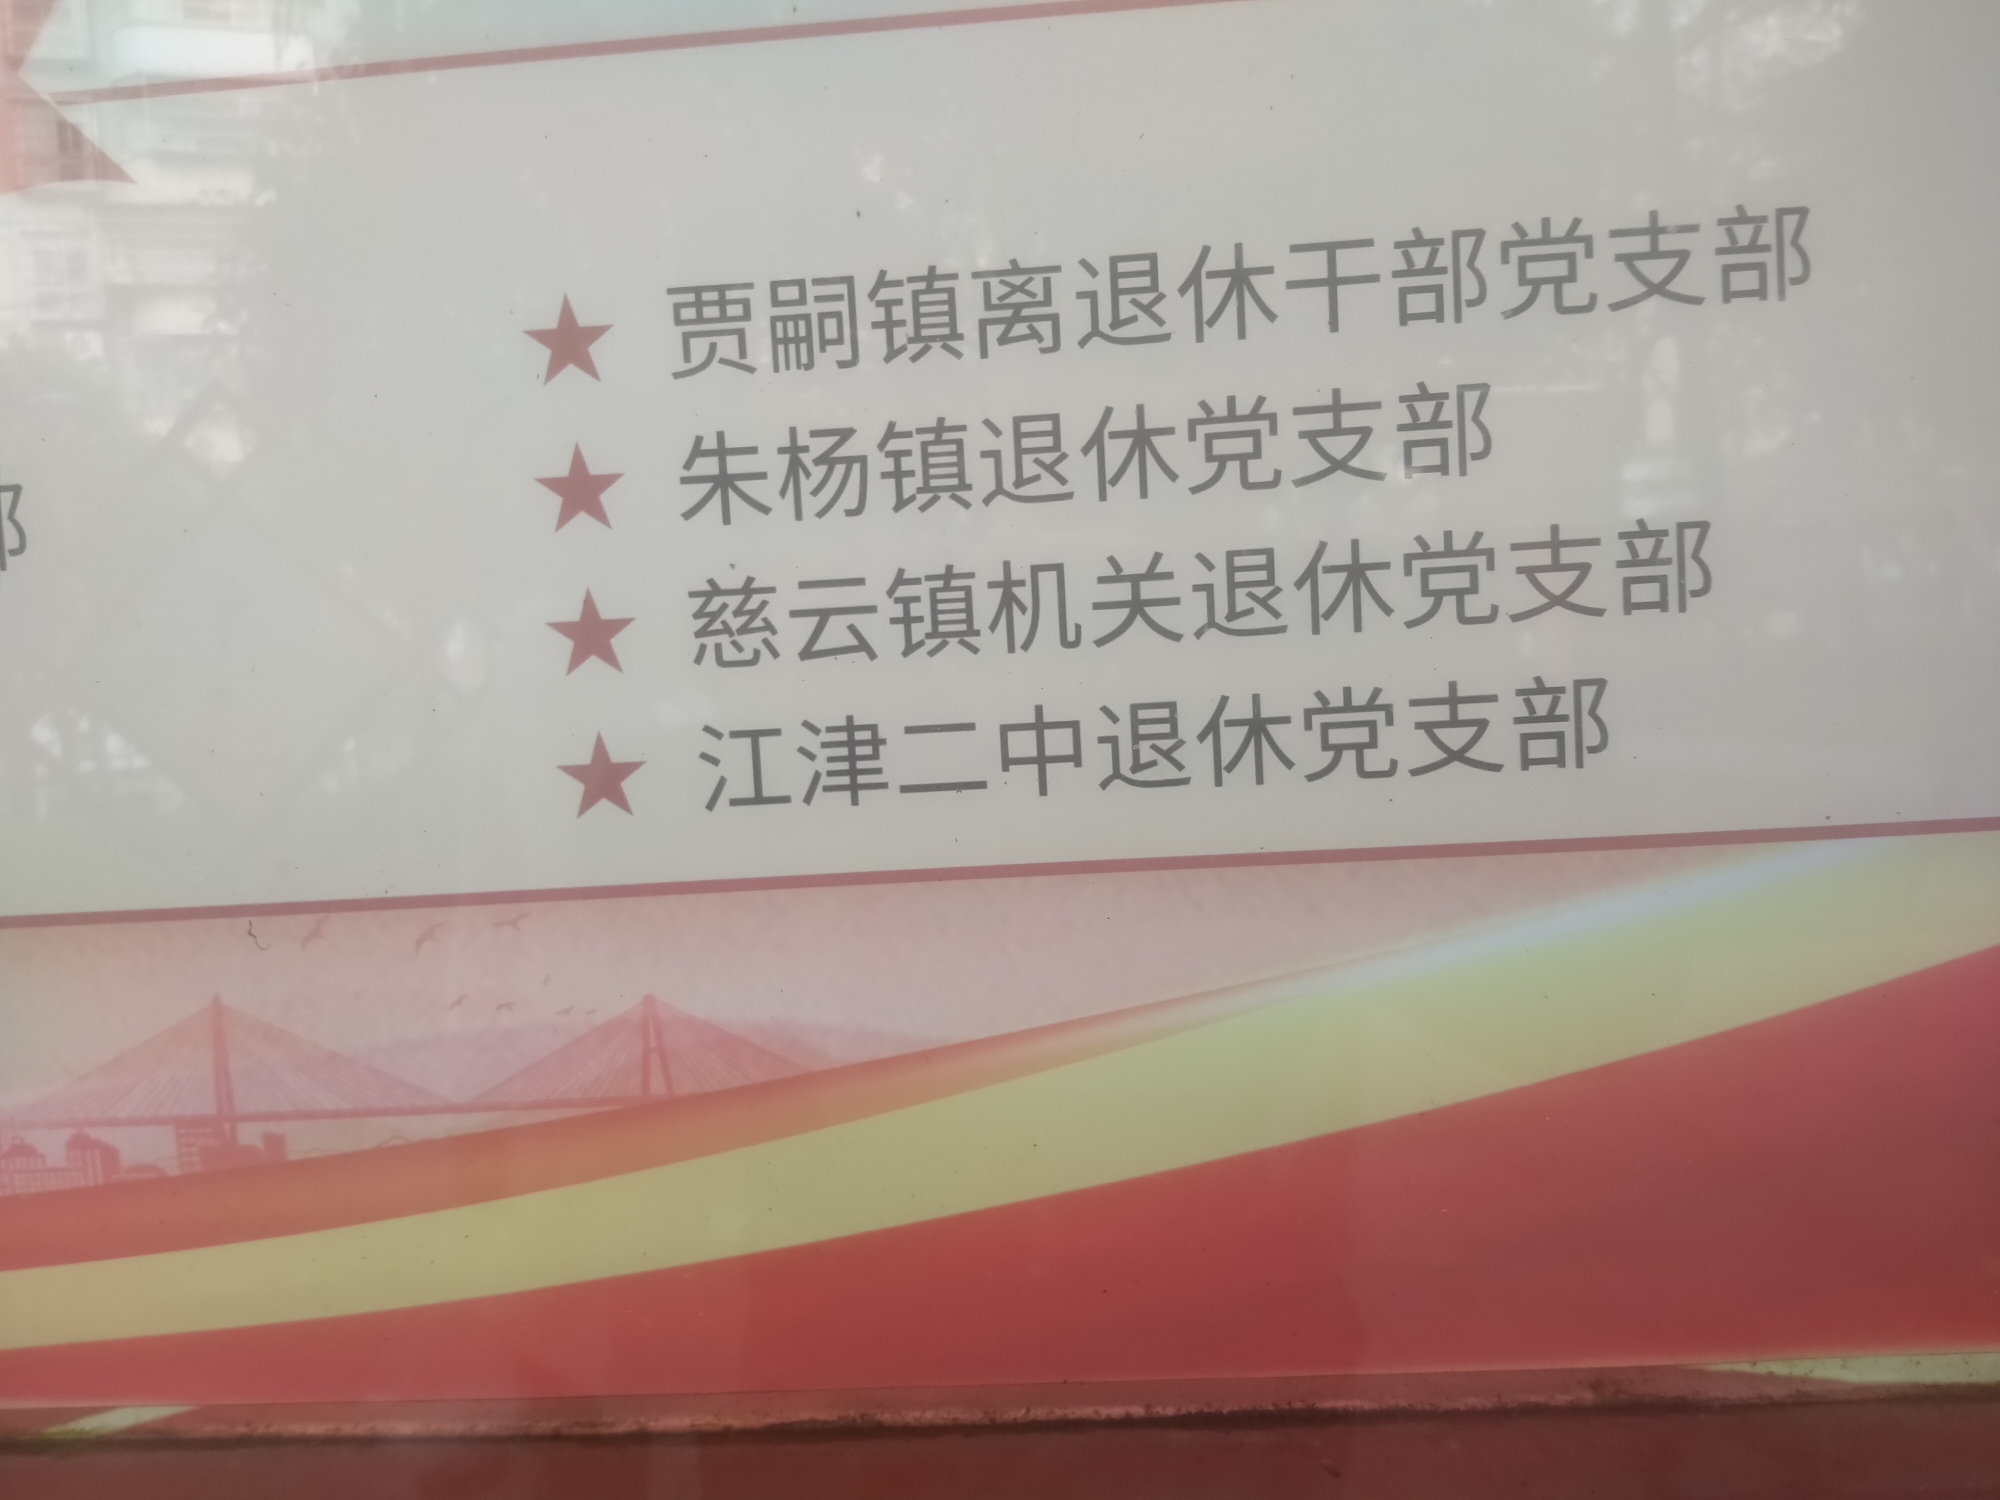 部
★ 贾嗣镇离退休干部党支部
★ 朱杨镇退休党支部
★ 慈云镇机关退休党支部
★ 江津二中退休党支部